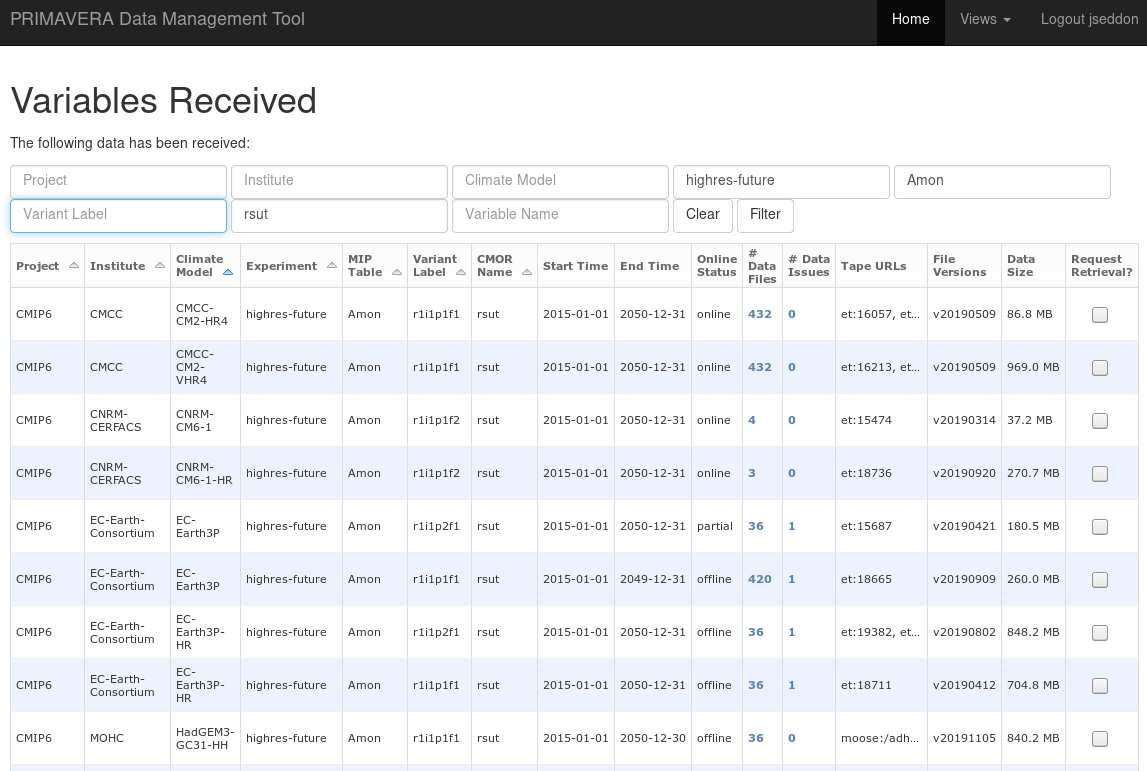 PRIMAVERA Data Management Tool Home Views Logout jseddon
Variables Received
The following data has been received:
Project Institute Climate Model highres-future Amon
Variant Label rsut Variable Name Clear Filter
Project Institute Climate Model Experiment MIP Table Variant Label CMOR Name Start Time End Time Online Status # Data Files # Data Issues Tape URLs File Versions Data Size Request Retrieval?
CMIP6 CMCC CMCC-CM2-HR4 highres-future Amon r1i1p1f1 rsut 2015-01-01 2050-12-31 online 432 0 et:16057, et... v20190509 86.8 MB
CMIP6 CMCC CMCC-CM2-VHR4 highres-future Amon r1i1p1f1 rsut 2015-01-01 2050-12-31 online 432 0 et:16213, et... v20190509 969.0 MB
CMIP6 CNRM-CERFACS CNRM-CM6-1 highres-future Amon r1i1p1f2 rsut 2015-01-01 2050-12-31 online 4 0 et:15474 v20190314 37.2 MB
CMIP6 CNRM-CERFACS CNRM-CM6-1-HR highres-future Amon r1i1p1f2 rsut 2015-01-01 2050-12-31 online 3 0 et:18736 v20190920 270.7 MB
CMIP6 EC-Earth-Consortium EC-Earth3P highres-future Amon r1i1p2f1 rsut 2015-01-01 2050-12-31 partial 36 1 et:15687 v20190421 180.5 MB
CMIP6 EC-Earth-Consortium EC-Earth3P highres-future Amon r1i1p1f1 rsut 2015-01-01 2049-12-31 offline 420 1 et:18665 v20190909 260.0 MB
CMIP6 EC-Earth-Consortium EC-Earth3P-HR highres-future Amon r1i1p2f1 rsut 2015-01-01 2050-12-31 offline 36 1 et:19382, et... v20190802 848.2 MB
CMIP6 EC-Earth-Consortium EC-Earth3P-HR highres-future Amon r1i1p1f1 rsut 2015-01-01 2050-12-31 offline 36 1 et:18711 v20190412 704.8 MB
CMIP6 MOHC HadGEM3-GC31-HH highres-future Amon r1i1p1f1 rsut 2015-01-01 2050-12-30 offline 36 0 moose:/adh... v20191105 840.2 MB